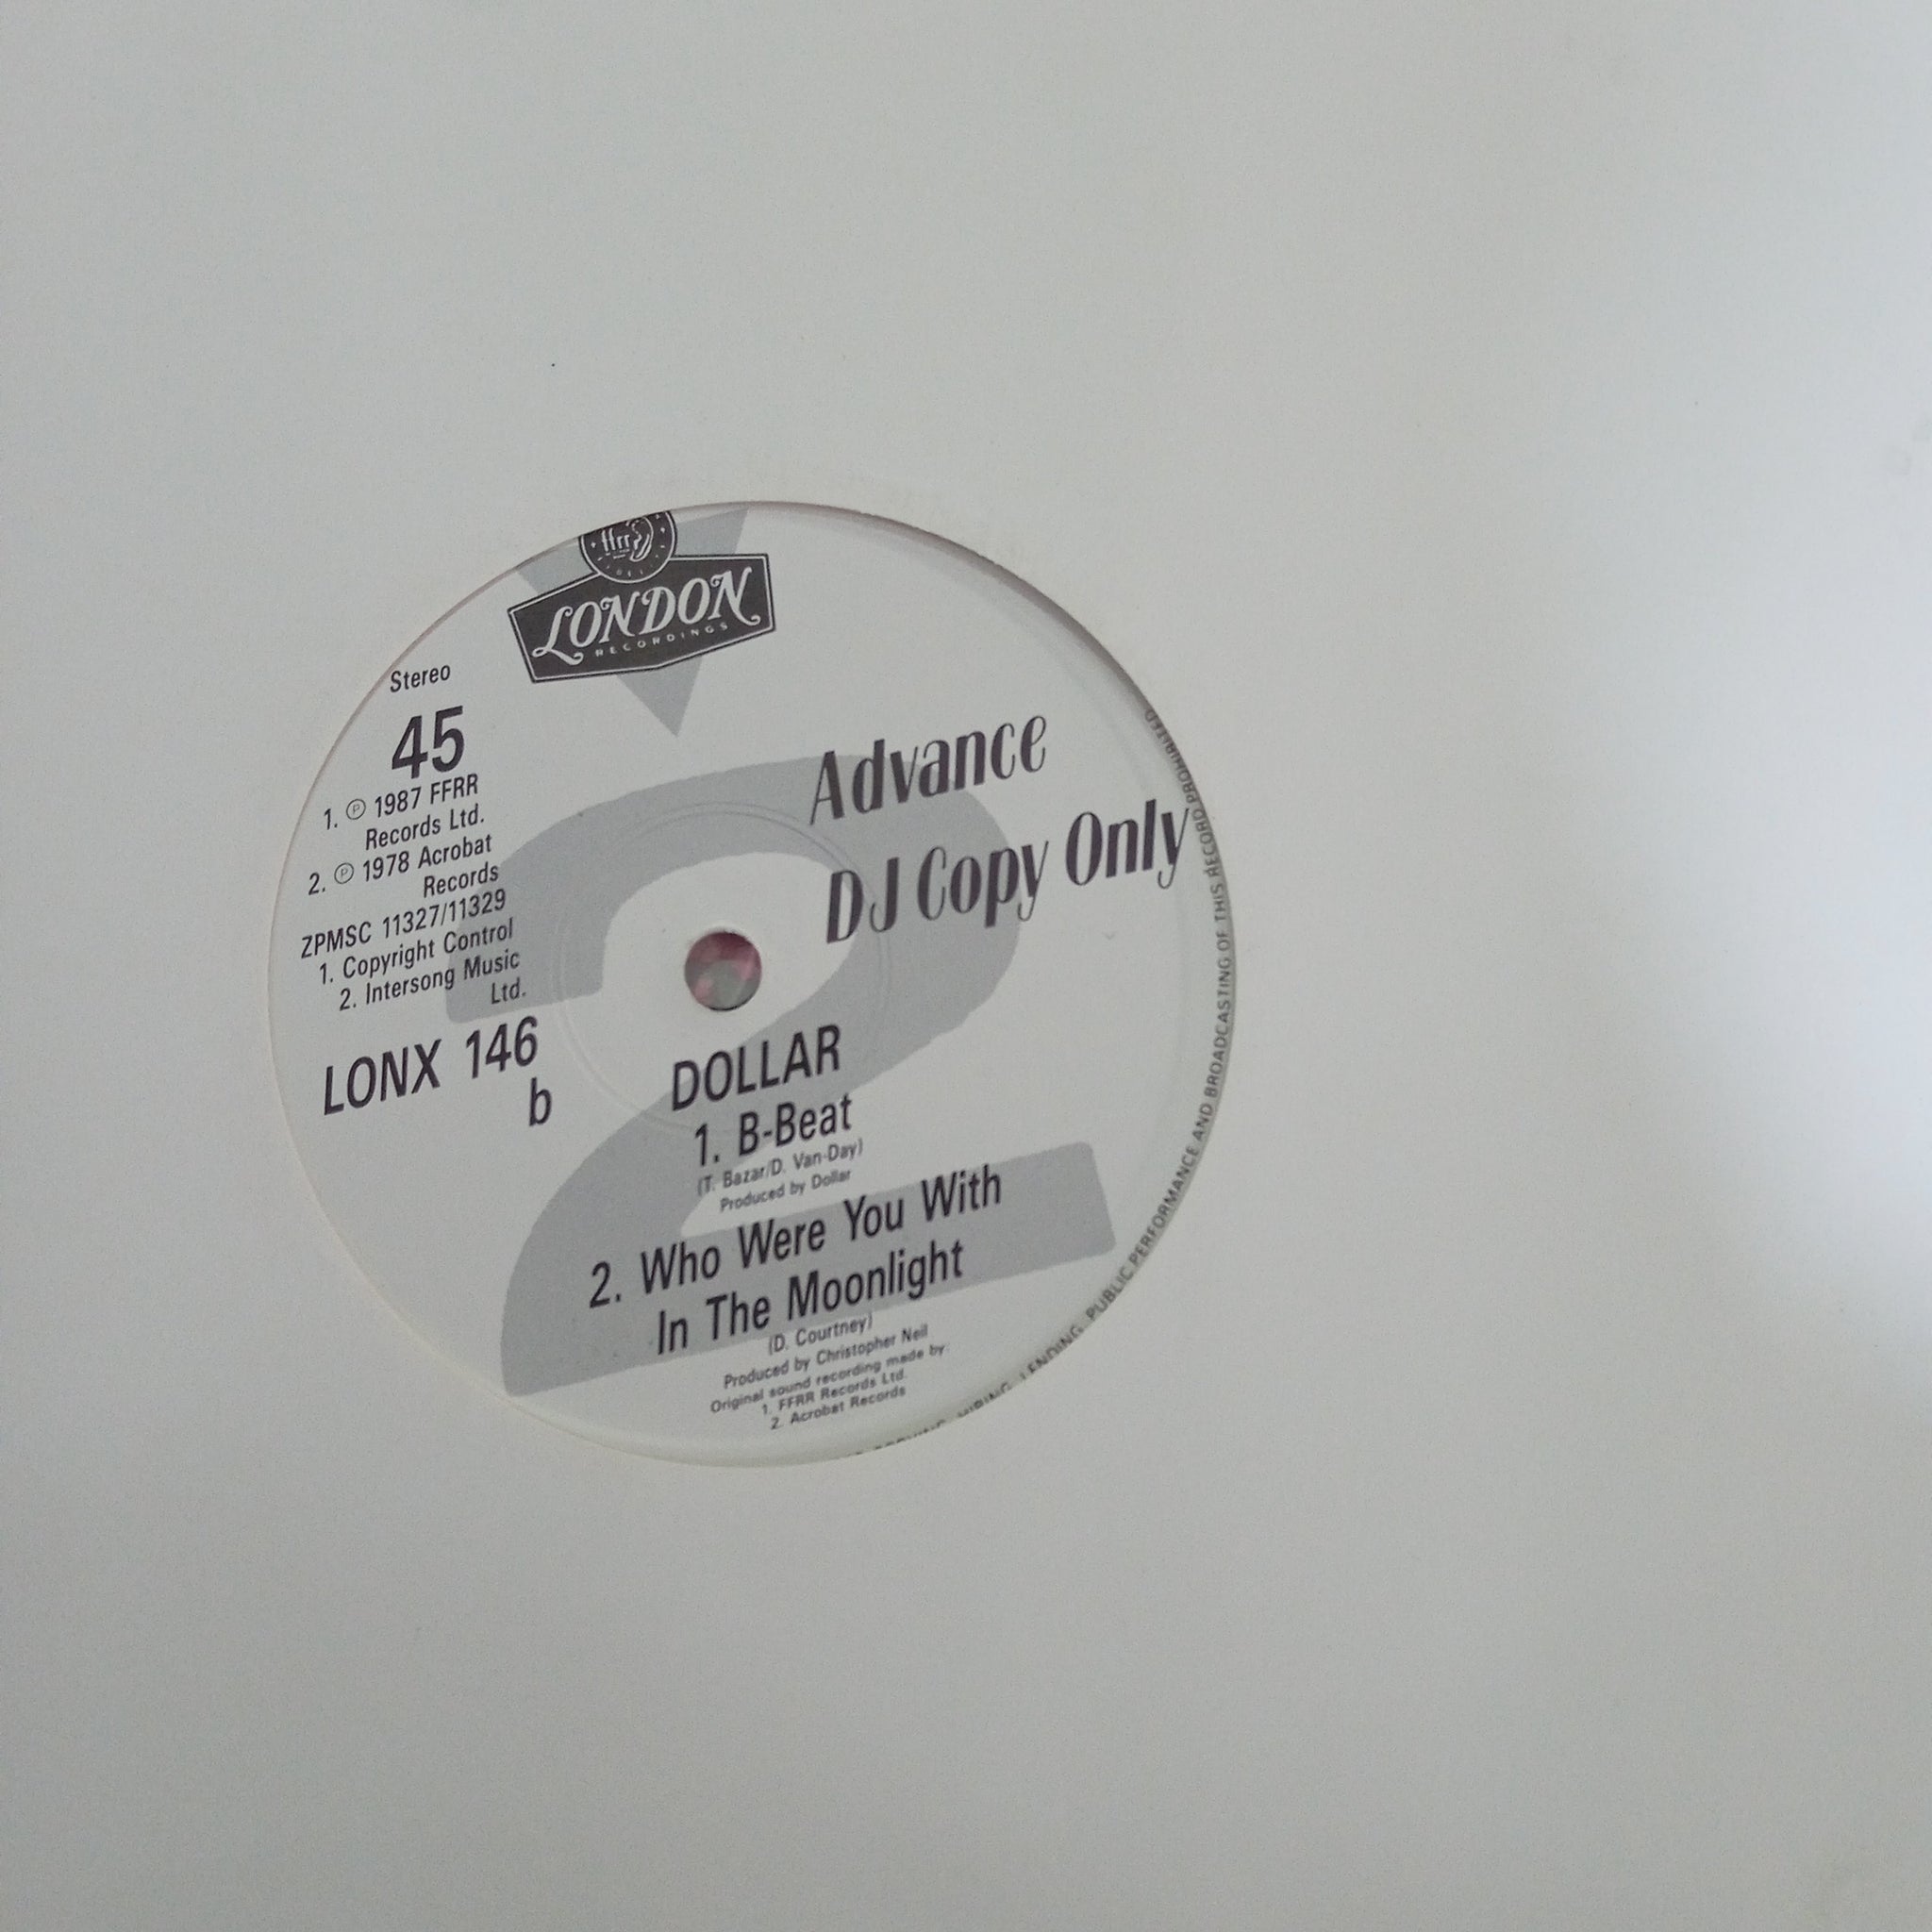 ffrr
LONDON
RECORDINGS
Stereo
45
1. Ⓟ 1987 FFRR
Records Ltd.
2. Ⓟ 1978 Acrobat
Records
ZPMSC 11327/11329
1. Copyright Control
2. Intersong Music
Ltd.
LONX 146
b
Advance
DJ Copy Only
DOLLAR
1. B-Beat
(T. Bazar/D. Van-Day)
Produced by Dollar
2. Who Were You With
In The Moonlight
(D. Courtney)
Produced by Christopher Neil
Original sound recording made by:
1. FFRR Records Ltd.
2. Acrobat Records
HIRING, LENDING, PUBLIC PERFORMANCE AND BROADCASTING OF THIS RECORD PROHIBITED